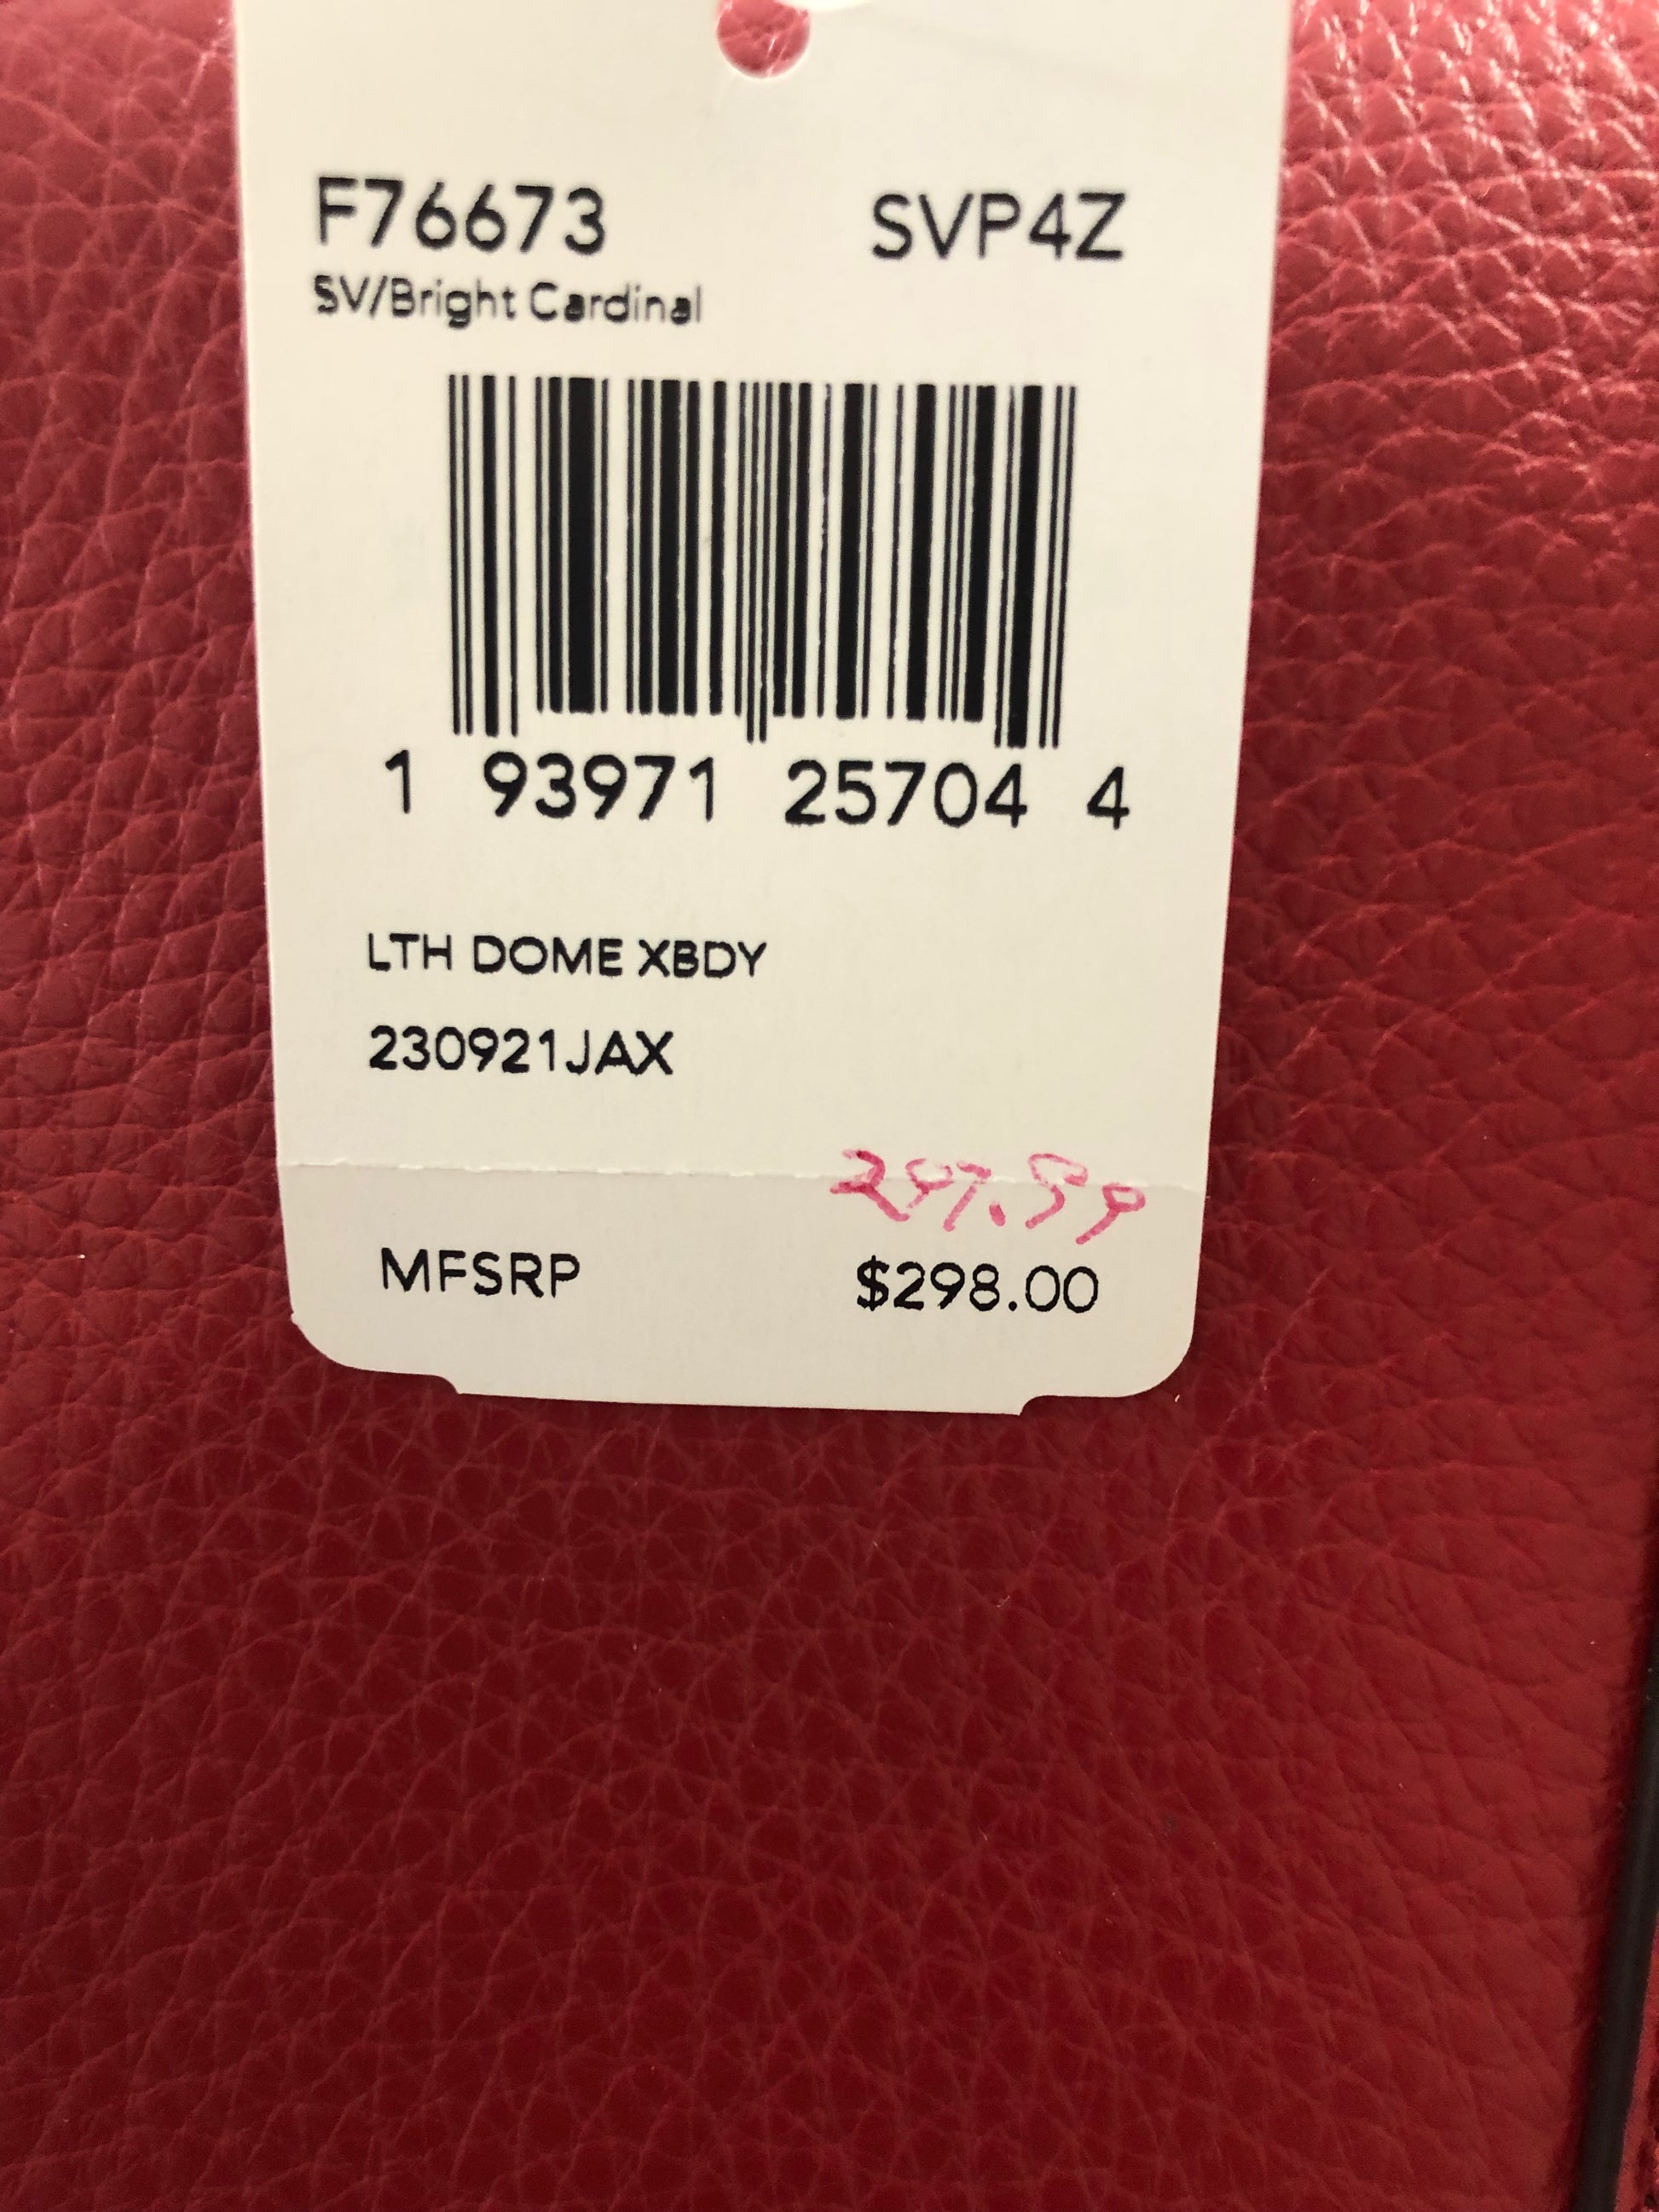 F76673 SVP4Z
SV/Bright Cardinal
1 93971 25704 4
LTH DOME XBDY
230921JAX
MFSRP $298.00